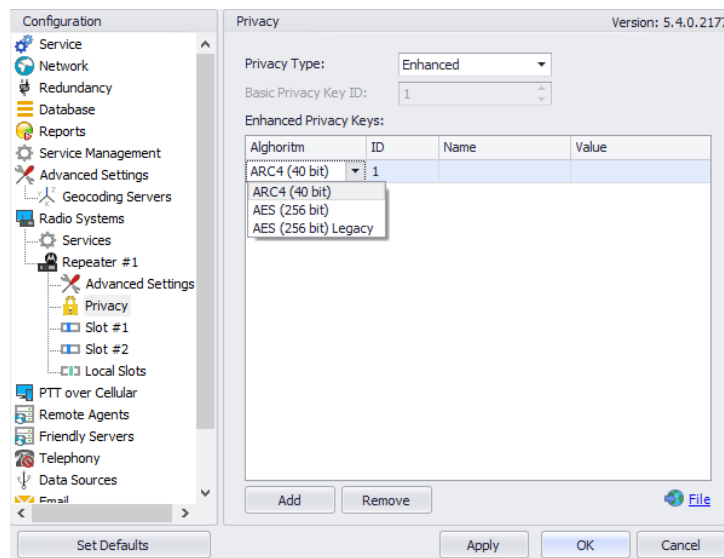 Configuration
Service
Network
Redundancy
Database
Reports
Service Management
Advanced Settings
Geocoding Servers
Radio Systems
Services
Repeater #1
Advanced Settings
Privacy
Slot #1
Slot #2
Local Slots
PTT over Cellular
Remote Agents
Friendly Servers
Telephony
Data Sources
Email
Set Defaults
Privacy Version: 5.4.0.2177
Privacy Type: Enhanced
Basic Privacy Key ID: 1
Enhanced Privacy Keys:
Alghoritm ID Name Value
ARC4 (40 bit) 1
ARC4 (40 bit)
AES (256 bit)
AES (256 bit) Legacy
Add Remove File
Apply OK Cancel